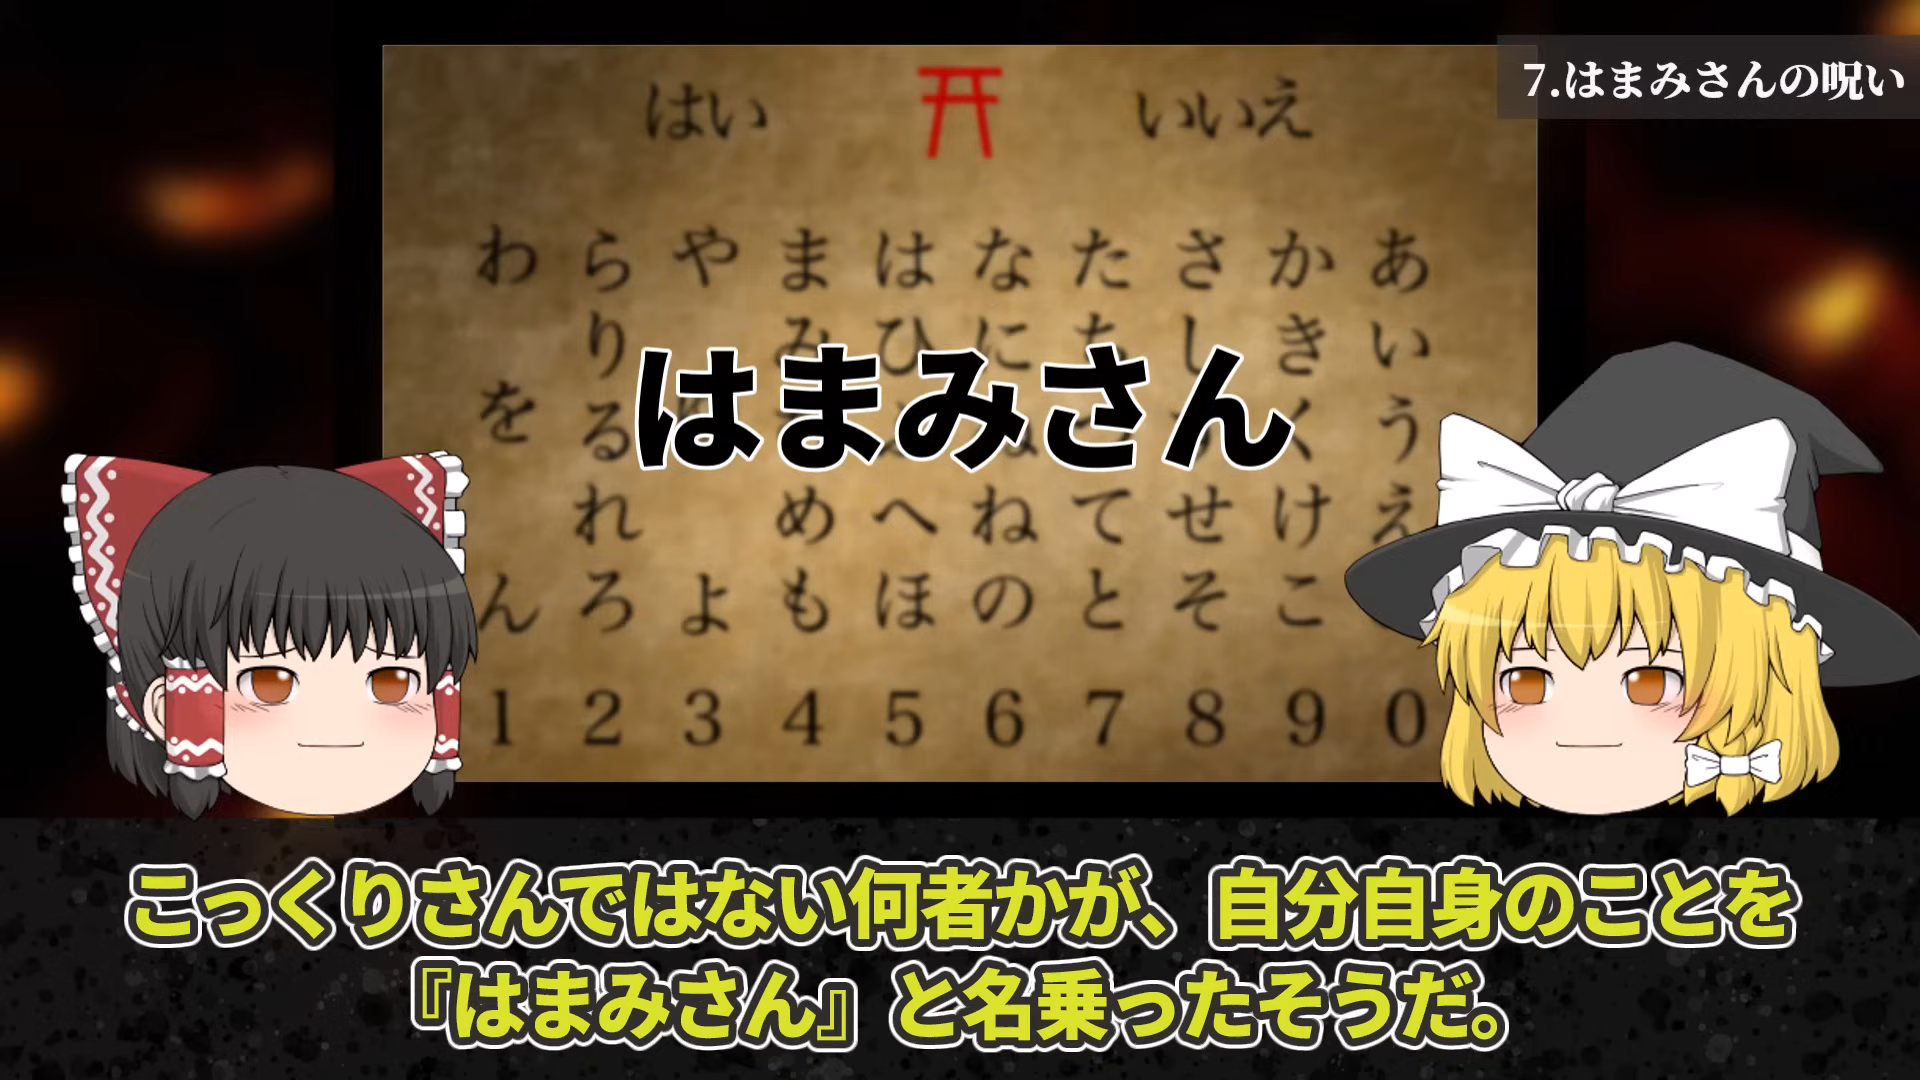 7.はまみさんの呪い
はい いいえ
わ ら や ま は な た さ か あ
り み ひ に ち し き い
はまみさん
を る く う
れ め へ ね て せ け え
ん ろ よ も ほ の と そ こ
1 2 3 4 5 6 7 8 9 0
こっくりさんではない何者かが、自分自身のことを
『はまみさん』と名乗ったそうだ。